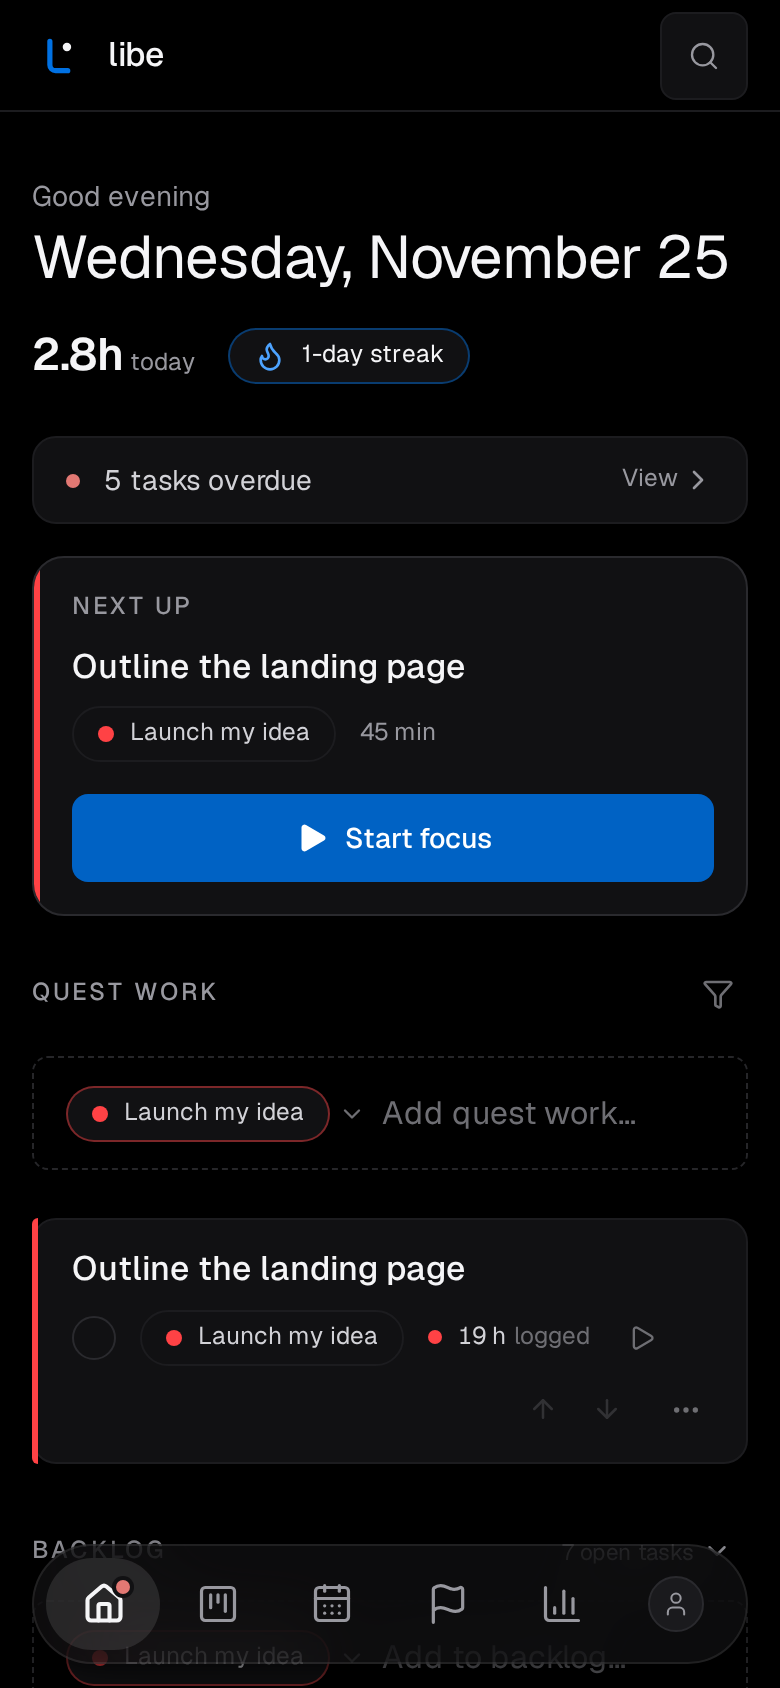 libe
Good evening
Wednesday, November 25
2.8h today
1-day streak
5 tasks overdue
View
NEXT UP
Outline the landing page
Launch my idea
45 min
Start focus
QUEST WORK
Launch my idea
Add quest work...
Outline the landing page
Launch my idea
19 h logged
BACKLOG
7 open tasks
Launch my idea
Add to backlog...